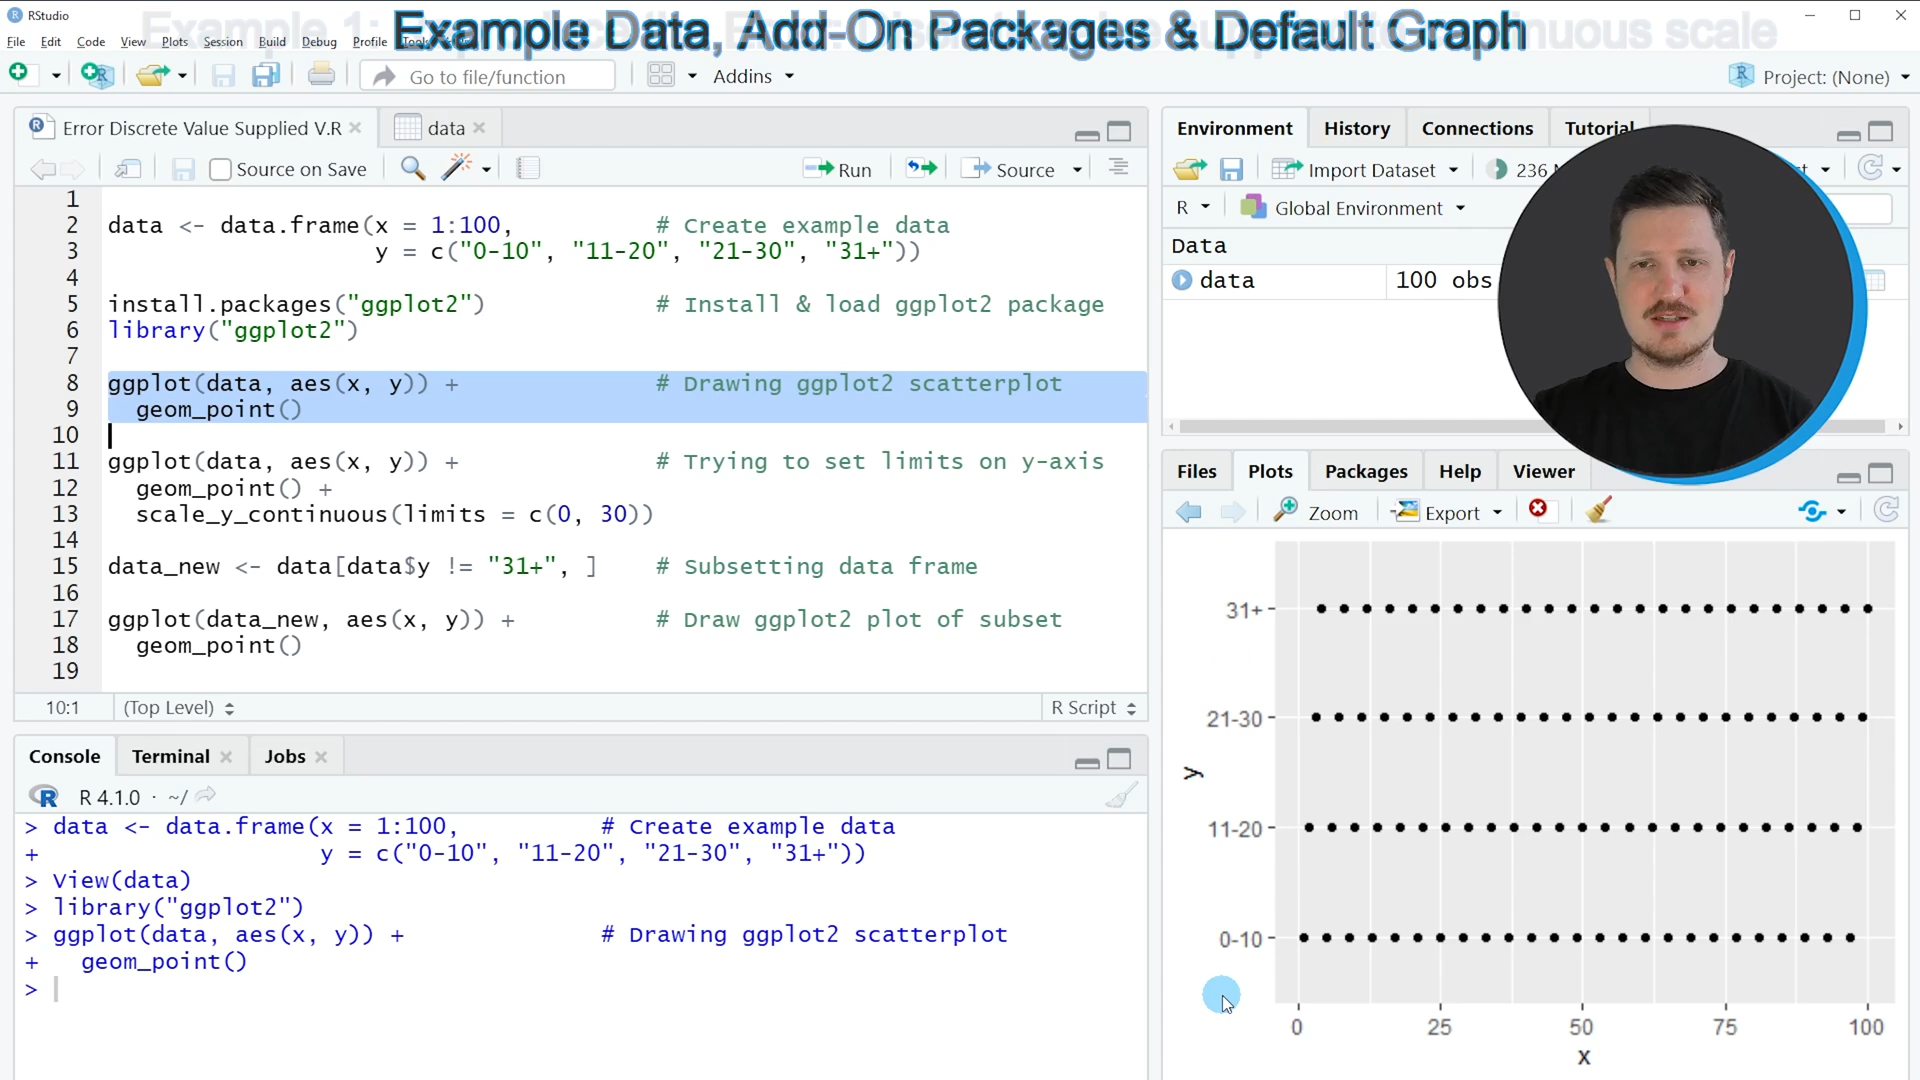 RStudio
Example 1:
Example Data, Add-On Packages & Default Graph
nuous scale
File Edit Code View Plots Session Build Debug Profile
Go to file/function
Addins
Project: (None)
Error Discrete Value Supplied V.R
data
Source on Save
Run
Source
1
2 data <- data.frame(x = 1:100, # Create example data
3 y = c("0-10", "11-20", "21-30", "31+"))
4
5 install.packages("ggplot2") # Install & load ggplot2 package
6 library("ggplot2")
7
8 ggplot(data, aes(x, y)) + # Drawing ggplot2 scatterplot
9 geom_point()
10
11 ggplot(data, aes(x, y)) + # Trying to set limits on y-axis
12 geom_point() +
13 scale_y_continuous(limits = c(0, 30))
14
15 data_new <- data[data$y != "31+", ] # Subsetting data frame
16
17 ggplot(data_new, aes(x, y)) + # Draw ggplot2 plot of subset
18 geom_point()
19
10:1 (Top Level) R Script
Console Terminal Jobs
R 4.1.0 · ~/
> data <- data.frame(x = 1:100, # Create example data
+ y = c("0-10", "11-20", "21-30", "31+"))
> View(data)
> library("ggplot2")
> ggplot(data, aes(x, y)) + # Drawing ggplot2 scatterplot
+ geom_point()
>
Environment History Connections Tutorial
Import Dataset 236
R Global Environment
Data
data 100 obs
Files Plots Packages Help Viewer
Zoom Export
31+
21-30
11-20
0-10
y
0 25 50 75 100
x